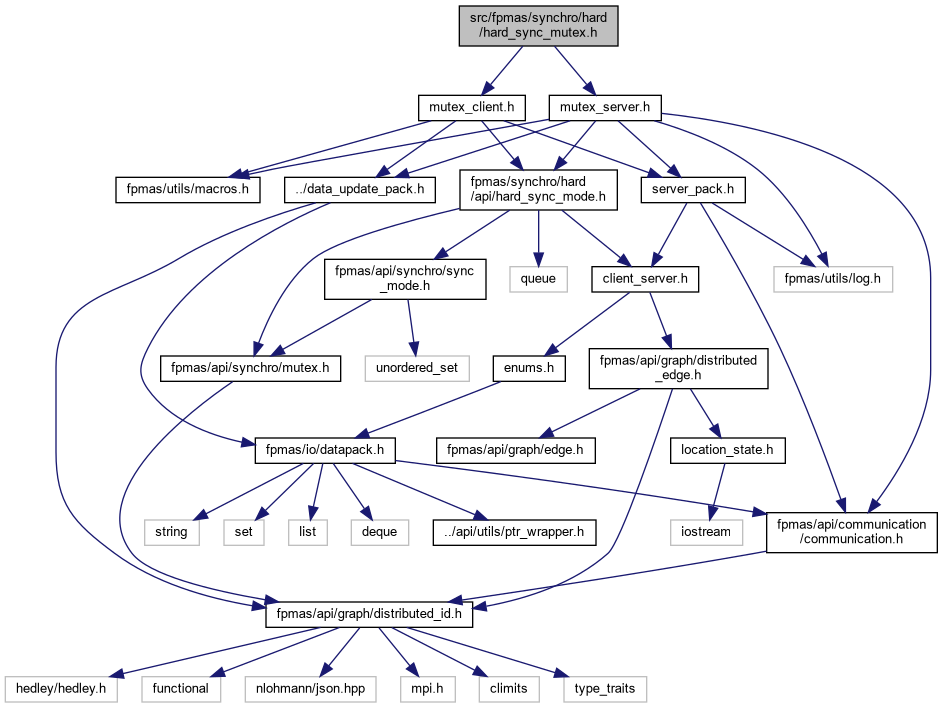 src/fpmas/synchro/hard
/hard_sync_mutex.h
mutex_client.h
mutex_server.h
fpmas/utils/macros.h
../data_update_pack.h
fpmas/synchro/hard
/api/hard_sync_mode.h
server_pack.h
fpmas/api/synchro/sync
_mode.h
queue
client_server.h
fpmas/utils/log.h
fpmas/api/synchro/mutex.h
unordered_set
enums.h
fpmas/api/graph/distributed
_edge.h
fpmas/io/datapack.h
fpmas/api/graph/edge.h
location_state.h
string
set
list
deque
../api/utils/ptr_wrapper.h
iostream
fpmas/api/communication
/communication.h
fpmas/api/graph/distributed_id.h
hedley/hedley.h
functional
nlohmann/json.hpp
mpi.h
climits
type_traits